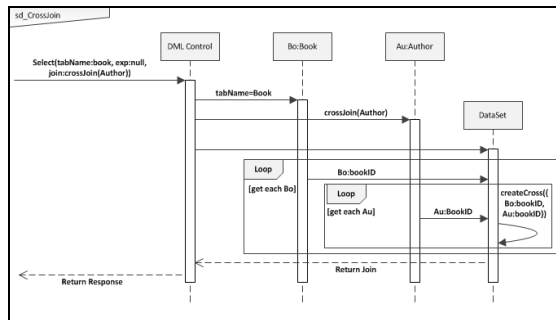 sd_CrossJoin
DML Control
Bo:Book
Au:Author
Select(tabName:book, exp:null,
join:crossJoin(Author))
tabName=Book
crossJoin(Author)
DataSet
Loop
Bo:bookID
[get each Bo]
Loop
[get each Au]
Au:BookID
createCross({
Bo:bookID,
Au:bookID})
Return Join
Return Response